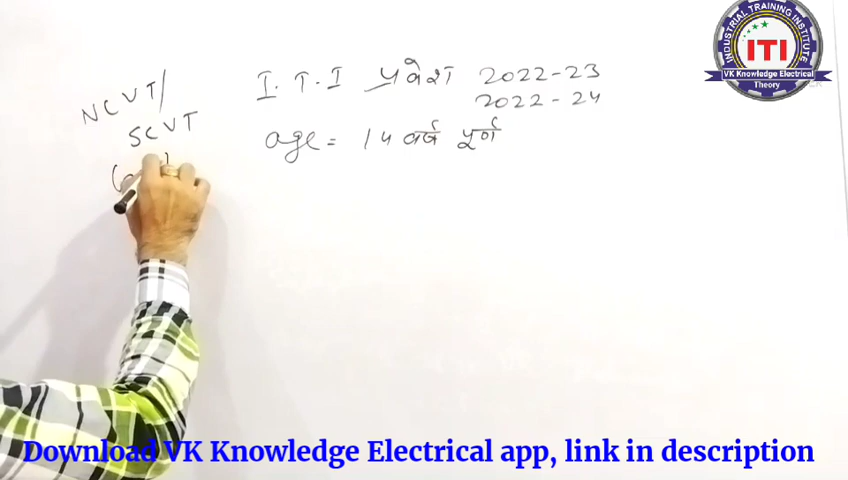 NCVT/
SCVT
I.T.I प्रवेश 2022-23
2022-24
age = 14 वर्ष पूर्ण
INDUSTRIAL TRAINING INSTITUTE
ITI
VK Knowledge Electrical
Theory
Download VK Knowledge Electrical app, link in description